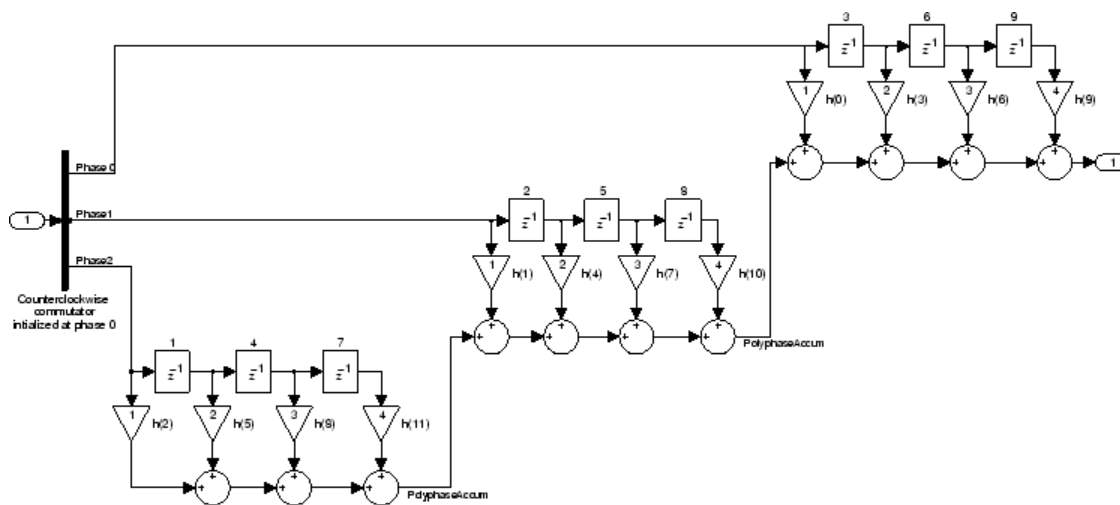 3 6 9
z⁻¹ z⁻¹ z⁻¹
1 h(0) 2 h(3) 3 h(6) 4 h(9)
+ + + +
+ + + +
1
Phase 0
2 5 8
1
Phase1
z⁻¹ z⁻¹ z⁻¹
1 h(1) 2 h(4) 3 h(7) 4 h(10)
Phase2
Counterclockwise
commutator
intialized at phase 0
+ + + +
+ + + +
PolyphaseAccum
1 4 7
z⁻¹ z⁻¹ z⁻¹
1 h(2) 2 h(5) 3 h(8) 4 h(11)
+ + +
+ + +
PolyphaseAccum